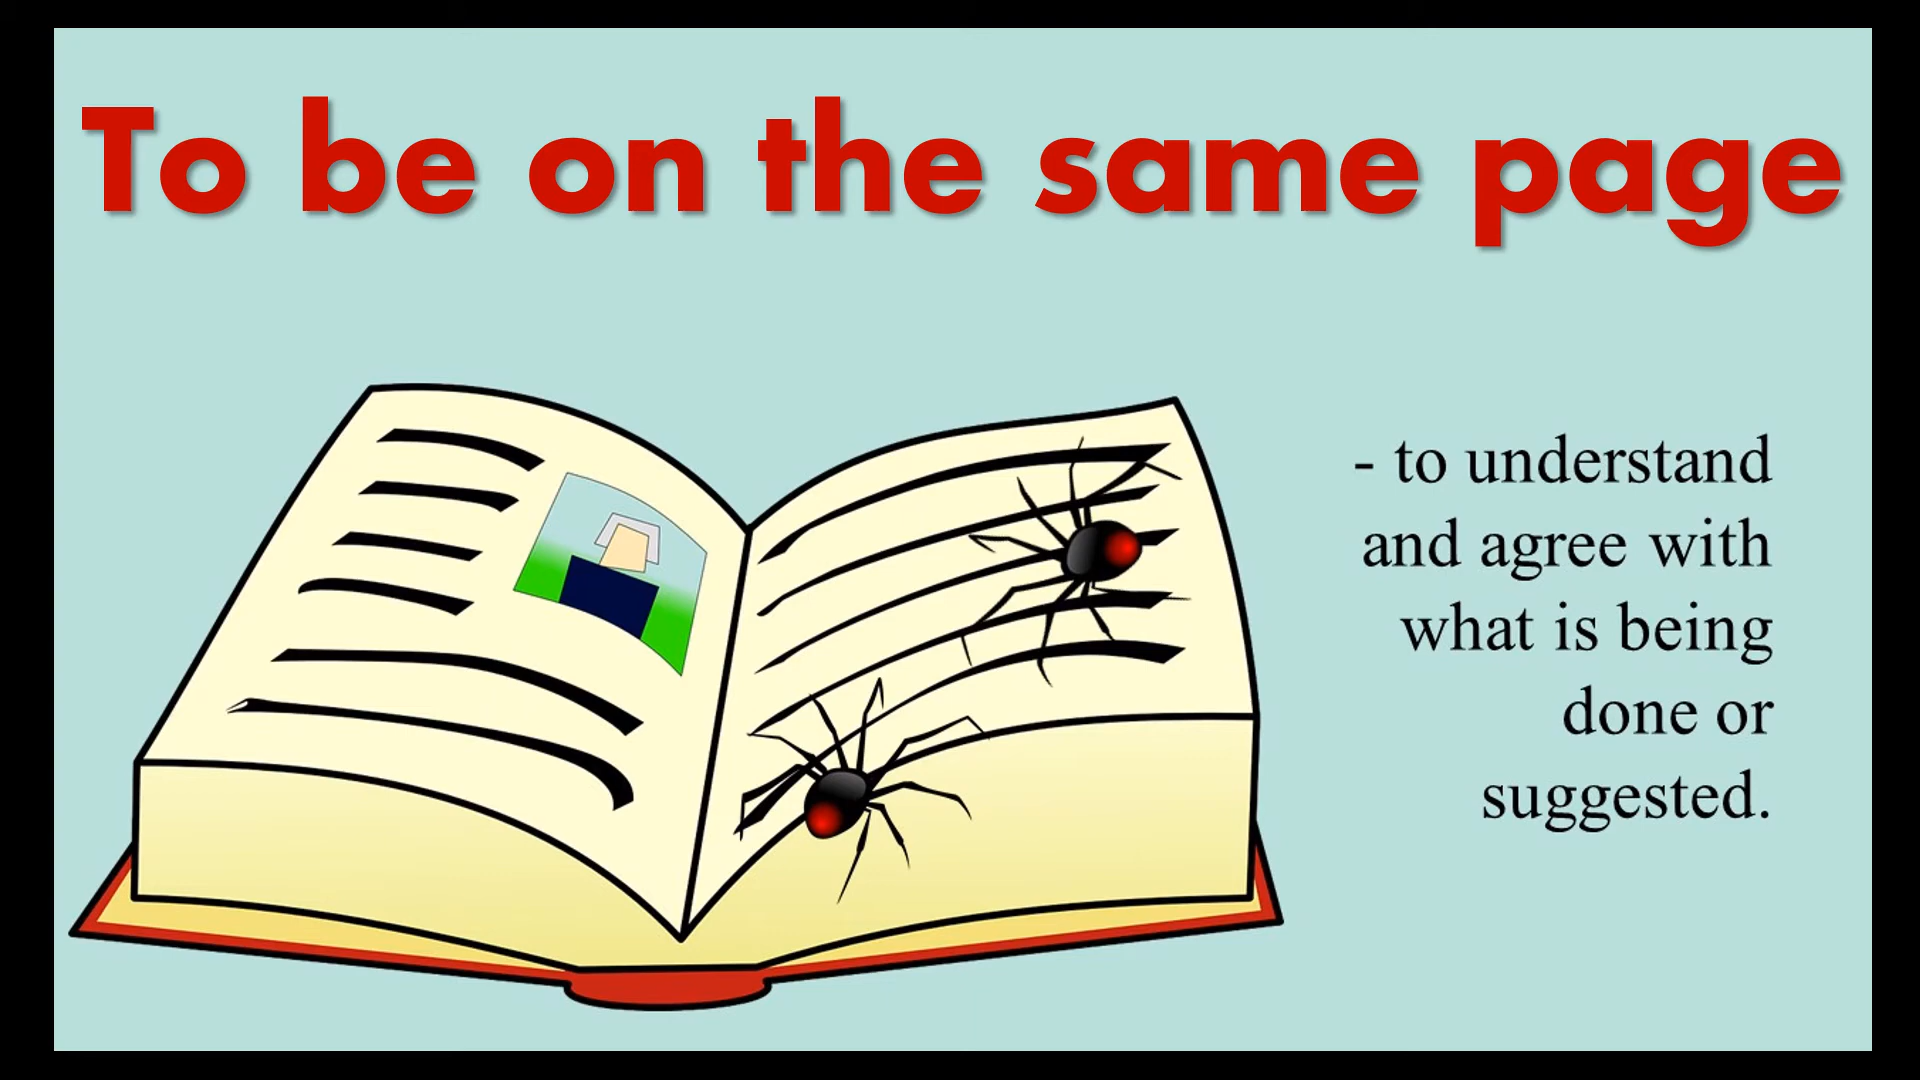 To be on the same page
- to understand
and agree with
what is being
done or
suggested.